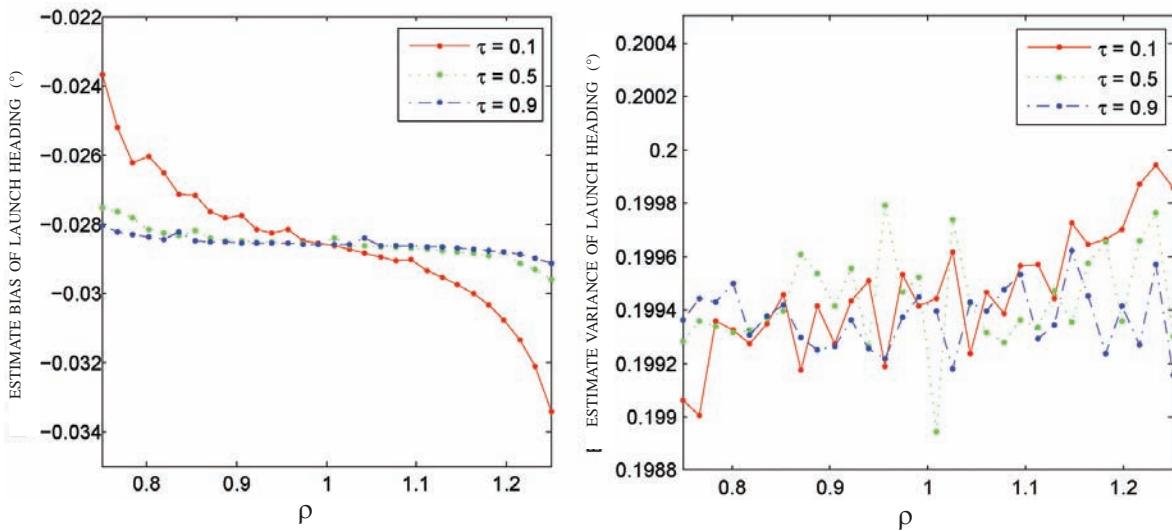 ESTIMATE BIAS OF LAUNCH HEADING (°)
−0.022
−0.024
−0.026
−0.028
−0.03
−0.032
−0.034
0.8
0.9
1
1.1
1.2
ρ
τ = 0.1
τ = 0.5
τ = 0.9
ESTIMATE VARIANCE OF LAUNCH HEADING (°)
0.2004
0.2002
0.2
0.1998
0.1996
0.1994
0.1992
0.199
0.1988
0.8
0.9
1
1.1
1.2
ρ
τ = 0.1
τ = 0.5
τ = 0.9